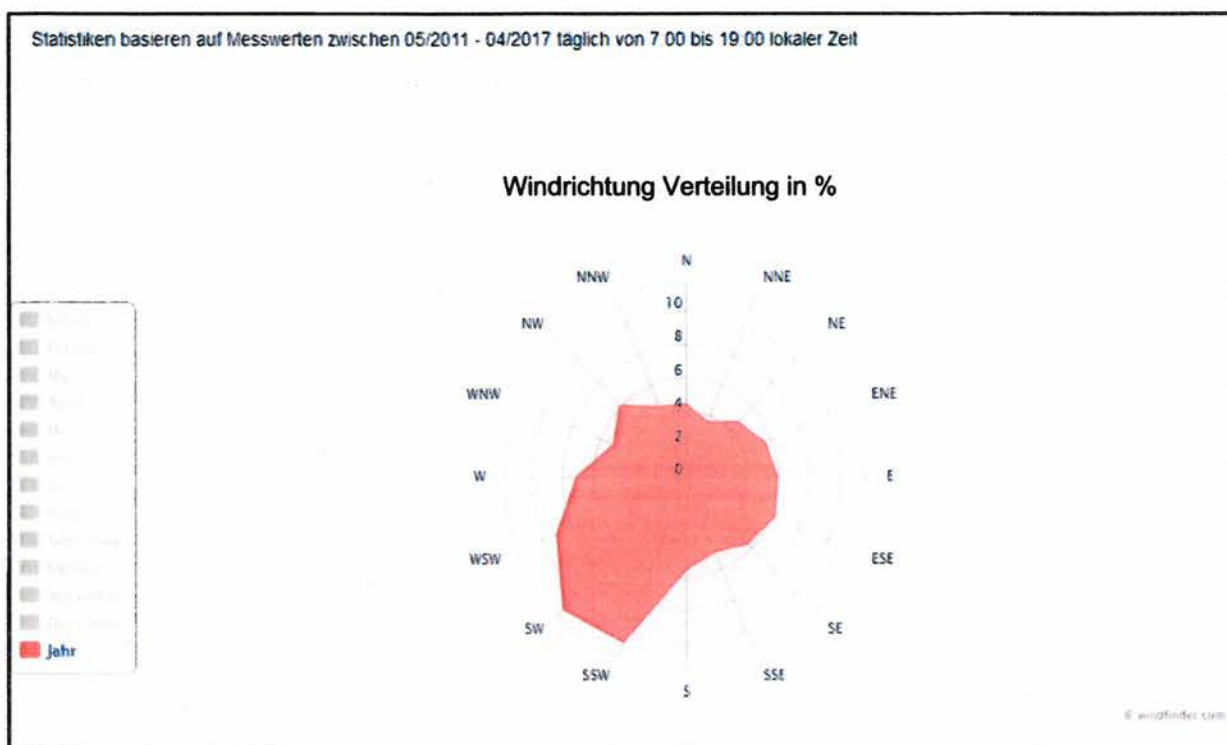 Statistiken basieren auf Messwerten zwischen 05/2011 - 04/2017 täglich von 7:00 bis 19:00 lokaler Zeit
Windrichtung Verteilung in %
N
NNW
NNE
10
NW
NE
8
6
WNW
ENE
4
2
0
W
E
WSW
ESE
SW
SE
SSW
SSE
S
Jahr
© windfinder.com